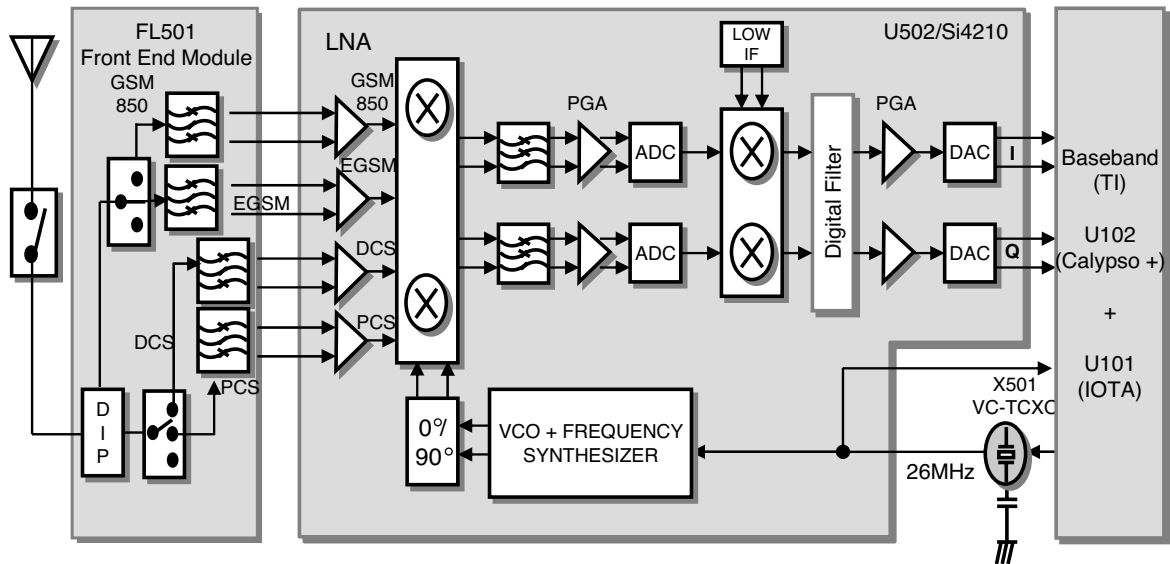 FL501
Front End Module
GSM
850
EGSM
DCS
PCS
D
I
P
LNA
GSM
850
EGSM
DCS
PCS
U502/Si4210
LOW
IF
PGA
ADC
ADC
Digital Filter
PGA
DAC
I
DAC
Q
0°/
90°
VCO + FREQUENCY
SYNTHESIZER
26MHz
X501
VC-TCXO
Baseband
(TI)
U102
(Calypso +)
+
U101
(IOTA)